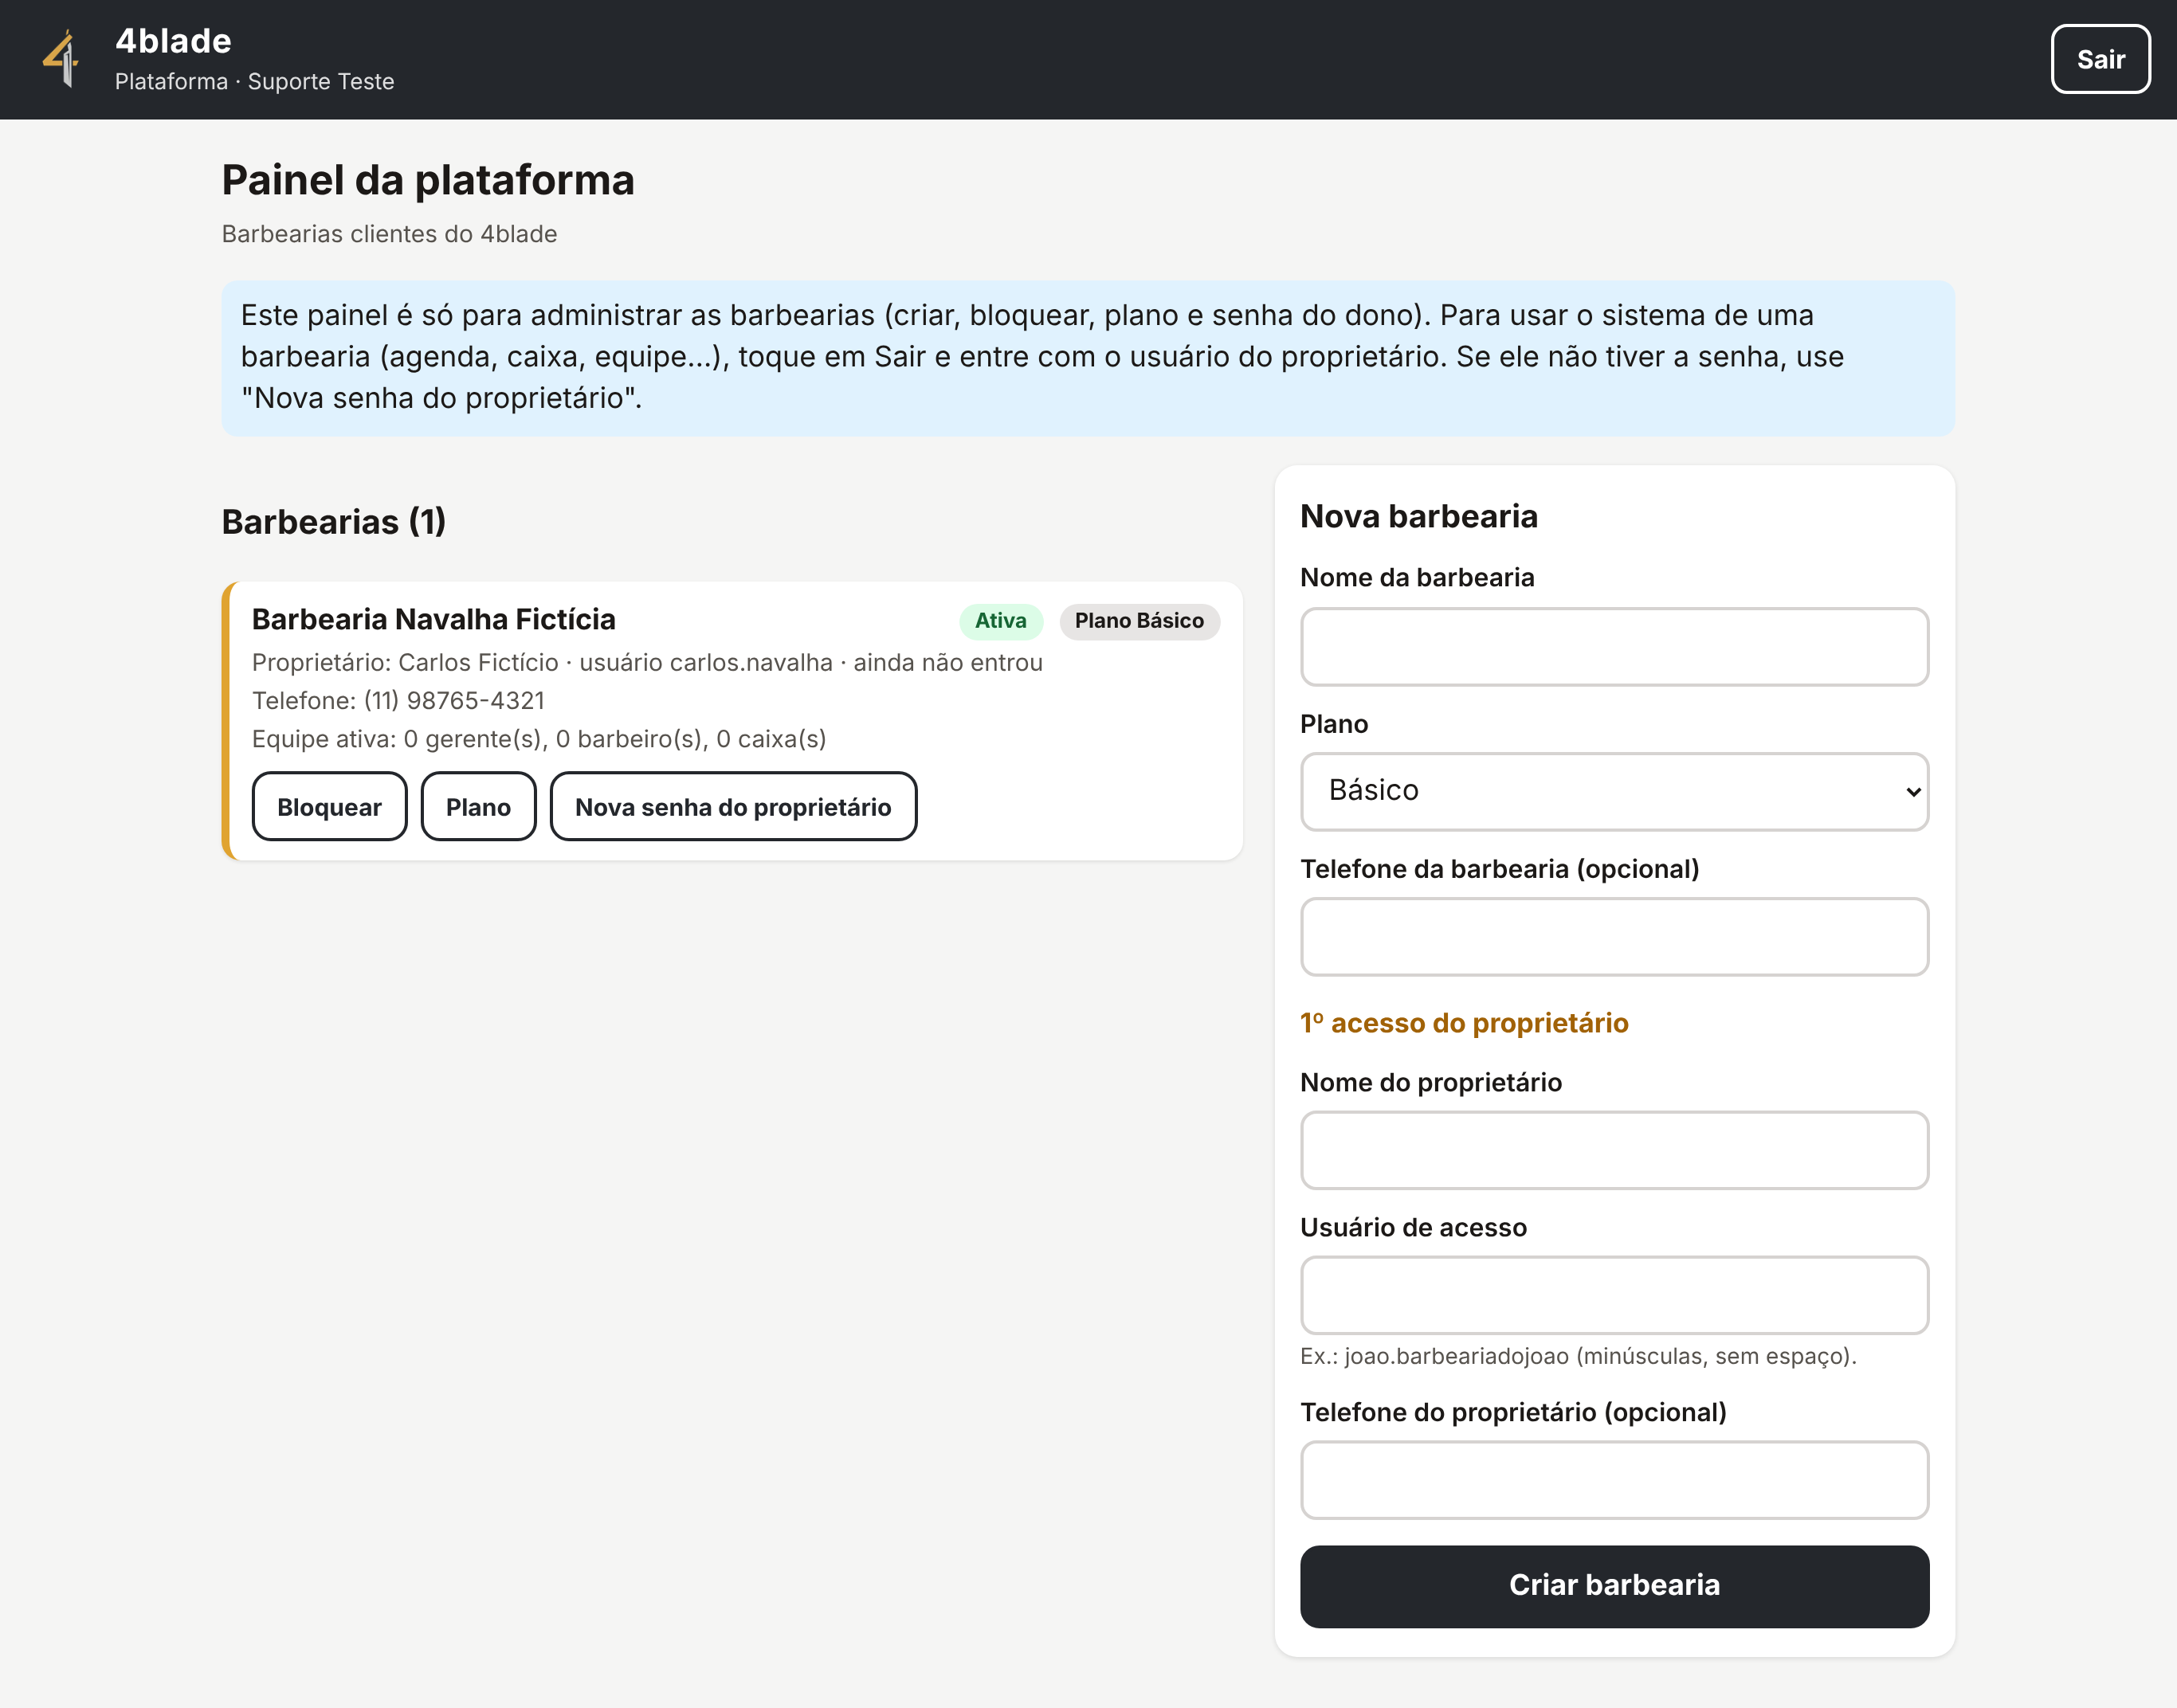 4blade
Plataforma · Suporte Teste
Sair
Painel da plataforma
Barbearias clientes do 4blade
Este painel é só para administrar as barbearias (criar, bloquear, plano e senha do dono). Para usar o sistema de uma
barbearia (agenda, caixa, equipe...), toque em Sair e entre com o usuário do proprietário. Se ele não tiver a senha, use
"Nova senha do proprietário".
Barbearias (1)
Barbearia Navalha Fictícia
Ativa
Plano Básico
Proprietário: Carlos Fictício · usuário carlos.navalha · ainda não entrou
Telefone: (11) 98765-4321
Equipe ativa: 0 gerente(s), 0 barbeiro(s), 0 caixa(s)
Bloquear
Plano
Nova senha do proprietário
Nova barbearia
Nome da barbearia
Plano
Básico
Telefone da barbearia (opcional)
1º acesso do proprietário
Nome do proprietário
Usuário de acesso
Ex.: joao.barbeariadojoao (minúsculas, sem espaço).
Telefone do proprietário (opcional)
Criar barbearia